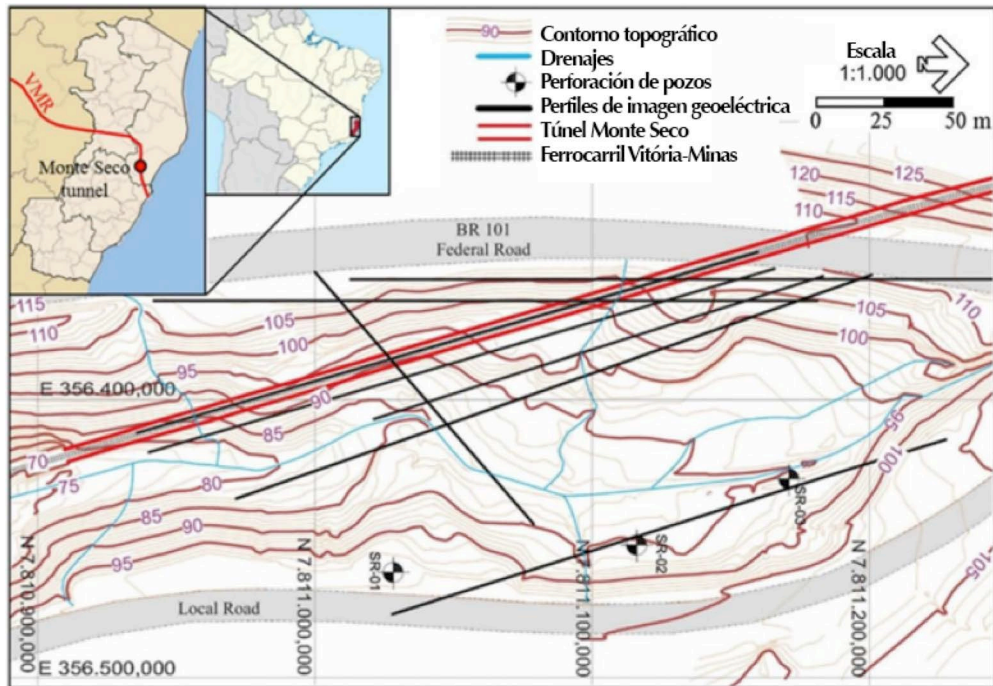 VMR
Monte Seco
tunnel
90
Contorno topográfico
Drenajes
Perforación de pozos
Perfiles de imagen geoeléctrica
Túnel Monte Seco
Ferrocarril Vitória-Minas
Escala
1:1.000
N
0 25 50 m
BR 101
Federal Road
125
120
115
110
115
110
105
100
95
90
85
80
70
75
85
90
95
105
100
110
95
100
105
E 356.400,000
SR-01
SR-02
SR-03
Local Road
N 7.810.900,000
N 7.811.000,000
N 7.811.100,000
N 7.811.200,000
E 356.500,000